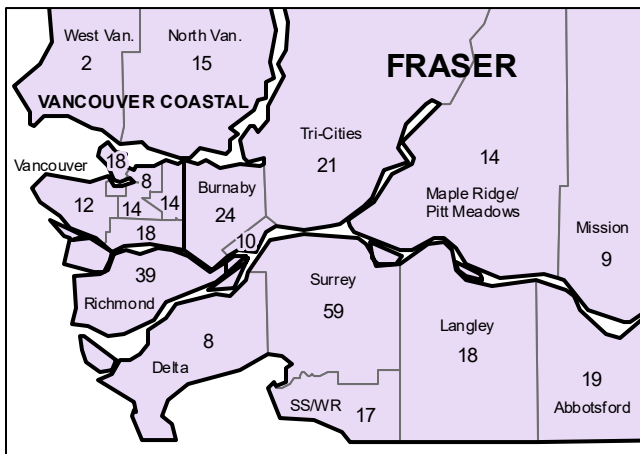 West Van.
2
North Van.
15
VANCOUVER COASTAL
FRASER
Tri-Cities
21
14
Maple Ridge/
Pitt Meadows
Mission
9
Vancouver
18
8
12
14
14
18
Burnaby
24
10
39
Richmond
Surrey
59
8
Delta
Langley
18
19
Abbotsford
SS/WR
17